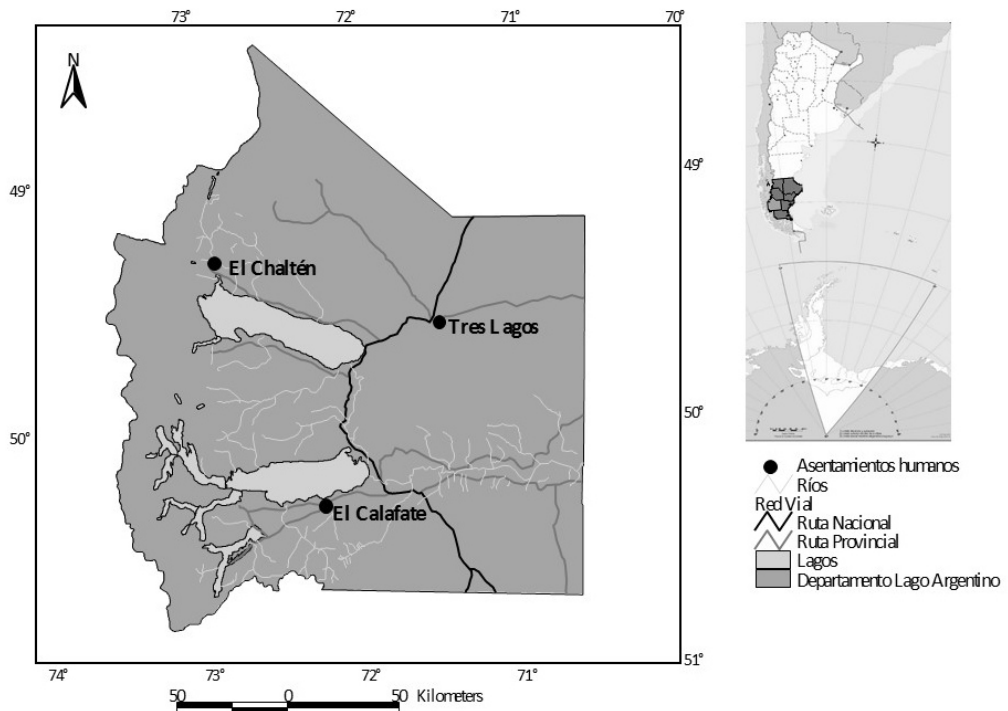 73°
72°
71°
70°
N
49°
49°
El Chaltén
Tres Lagos
50°
50°
El Calafate
51°
74°
73°
72°
71°
50
0
50
Kilometers
Asentamientos humanos
Ríos
Red Vial
Ruta Nacional
Ruta Provincial
Lagos
Departamento Lago Argentino